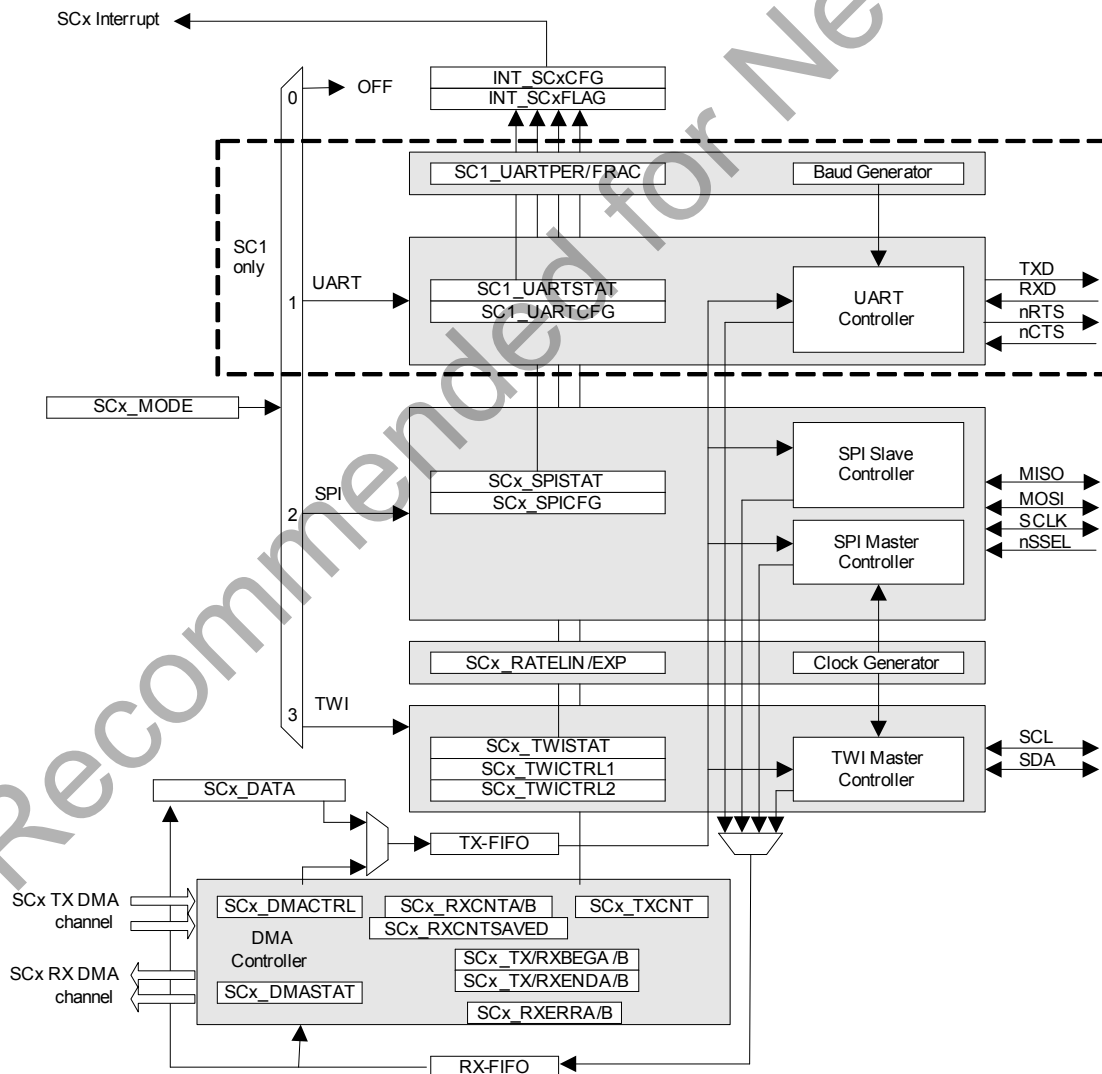 SCx Interrupt
INT_SCxCFG
INT_SCxFLAG
0
OFF
SC1_UARTPER/FRAC
Baud Generator
SC1
only
UART
1
SC1_UARTSTAT
SC1_UARTCFG
UART
Controller
TXD
RXD
nRTS
nCTS
SCx_MODE
SPI
2
SCx_SPISTAT
SCx_SPICFG
SPI Slave
Controller
SPI Master
Controller
MISO
MOSI
SCLK
nSSEL
SCx_RATELIN/EXP
Clock Generator
TWI
3
SCx_TWISTAT
SCx_TWICTRL1
SCx_TWICTRL2
TWI Master
Controller
SCL
SDA
SCx_DATA
TX-FIFO
SCx TX DMA
channel
SCx_DMACTRL
SCx_RXCNTA/B
SCx_TXCNT
SCx_RXCNTSAVED
DMA
Controller
SCx_TX/RXBEGA/B
SCx_TX/RXENDA/B
SCx RX DMA
channel
SCx_DMASTAT
SCx_RXERRA/B
RX-FIFO
Recommended for Ne